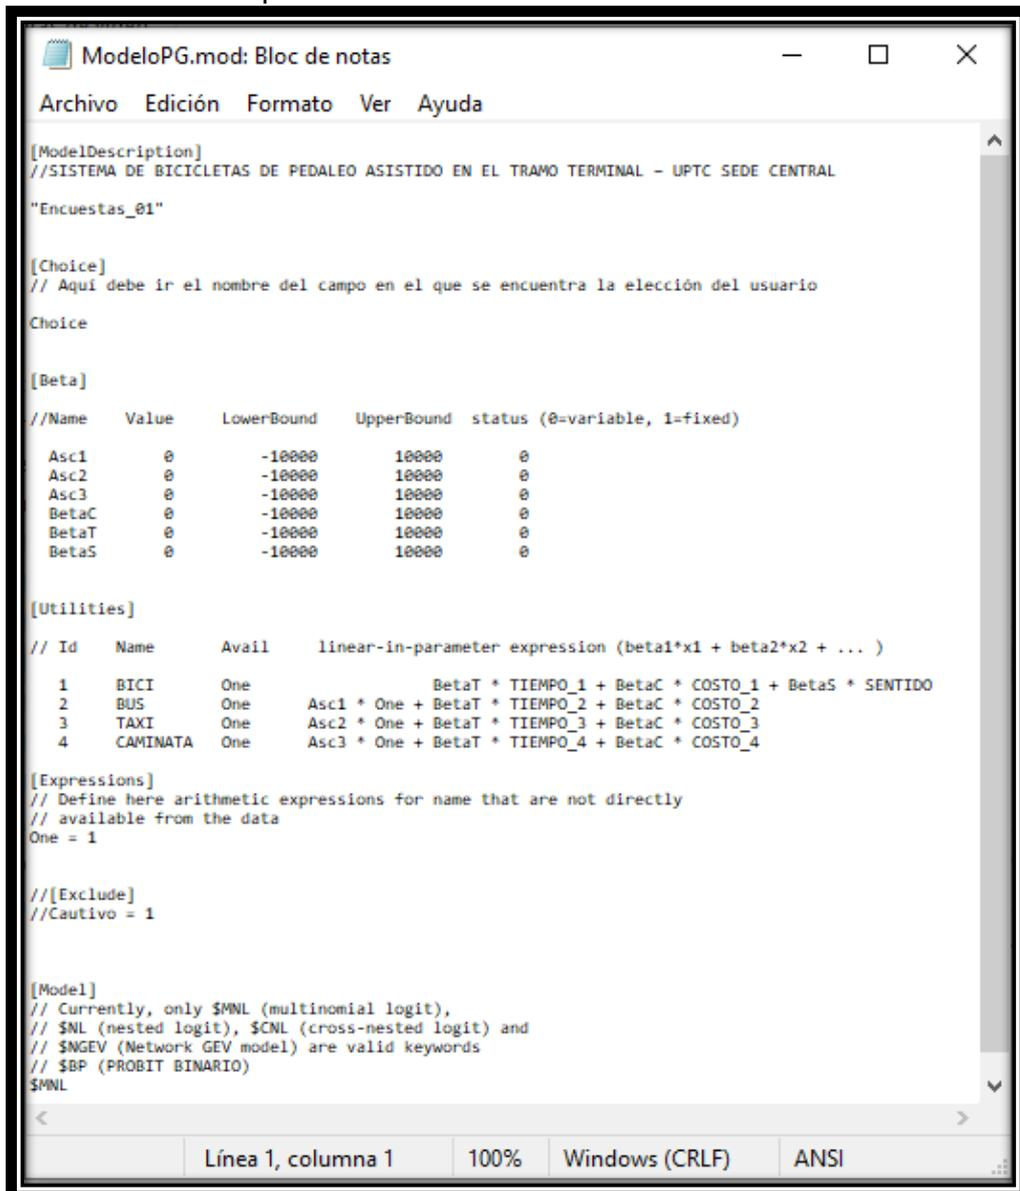 ModeloPG.mod: Bloc de notas
Archivo Edición Formato Ver Ayuda
[ModelDescription]
//SISTEMA DE BICICLETAS DE PEDALEO ASISTIDO EN EL TRAMO TERMINAL – UPTC SEDE CENTRAL
"Encuestas_01"
[Choice]
// Aquí debe ir el nombre del campo en el que se encuentra la elección del usuario
Choice
[Beta]
//Name Value LowerBound UpperBound status (0=variable, 1=fixed)
Asc1 0 -10000 10000 0
Asc2 0 -10000 10000 0
Asc3 0 -10000 10000 0
BetaC 0 -10000 10000 0
BetaT 0 -10000 10000 0
BetaS 0 -10000 10000 0
[Utilities]
// Id Name Avail linear-in-parameter expression (beta1*x1 + beta2*x2 + ... )
1 BICI One BetaT * TIEMPO_1 + BetaC * COSTO_1 + BetaS * SENTIDO
2 BUS One Asc1 * One + BetaT * TIEMPO_2 + BetaC * COSTO_2
3 TAXI One Asc2 * One + BetaT * TIEMPO_3 + BetaC * COSTO_3
4 CAMINATA One Asc3 * One + BetaT * TIEMPO_4 + BetaC * COSTO_4
[Expressions]
// Define here arithmetic expressions for name that are not directly
// available from the data
One = 1
//[Exclude]
//Cautivo = 1
[Model]
// Currently, only $MNL (multinomial logit),
// $NL (nested logit), $CNL (cross-nested logit) and
// $NGEV (Network GEV model) are valid keywords
// $BP (PROBIT BINARIO)
$MNL
Línea 1, columna 1 100% Windows (CRLF) ANSI